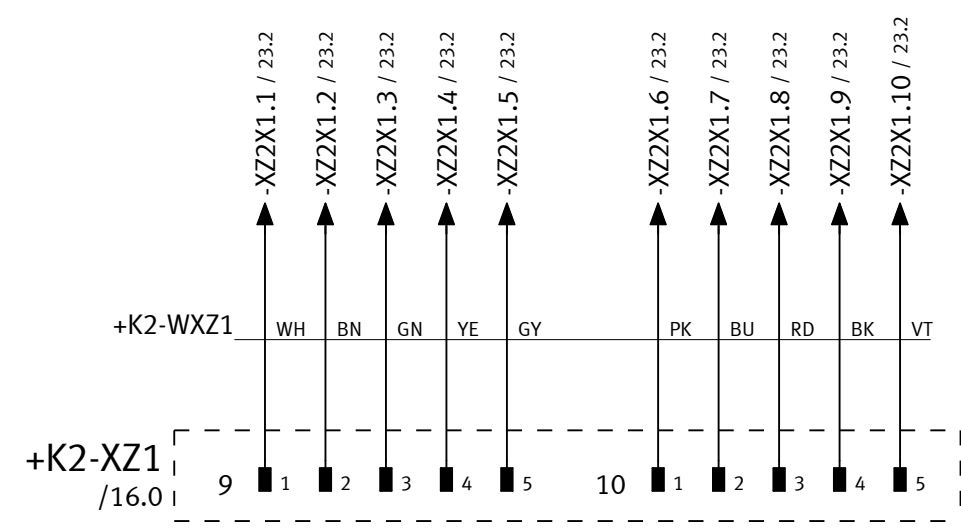 -XZ2X1.1 / 23.2
-XZ2X1.2 / 23.2
-XZ2X1.3 / 23.2
-XZ2X1.4 / 23.2
-XZ2X1.5 / 23.2
-XZ2X1.6 / 23.2
-XZ2X1.7 / 23.2
-XZ2X1.8 / 23.2
-XZ2X1.9 / 23.2
-XZ2X1.10 / 23.2
+K2-WXZ1 WH BN GN YE GY PK BU RD BK VT
+K2-XZ1
/16.0
9 1 2 3 4 5 10 1 2 3 4 5